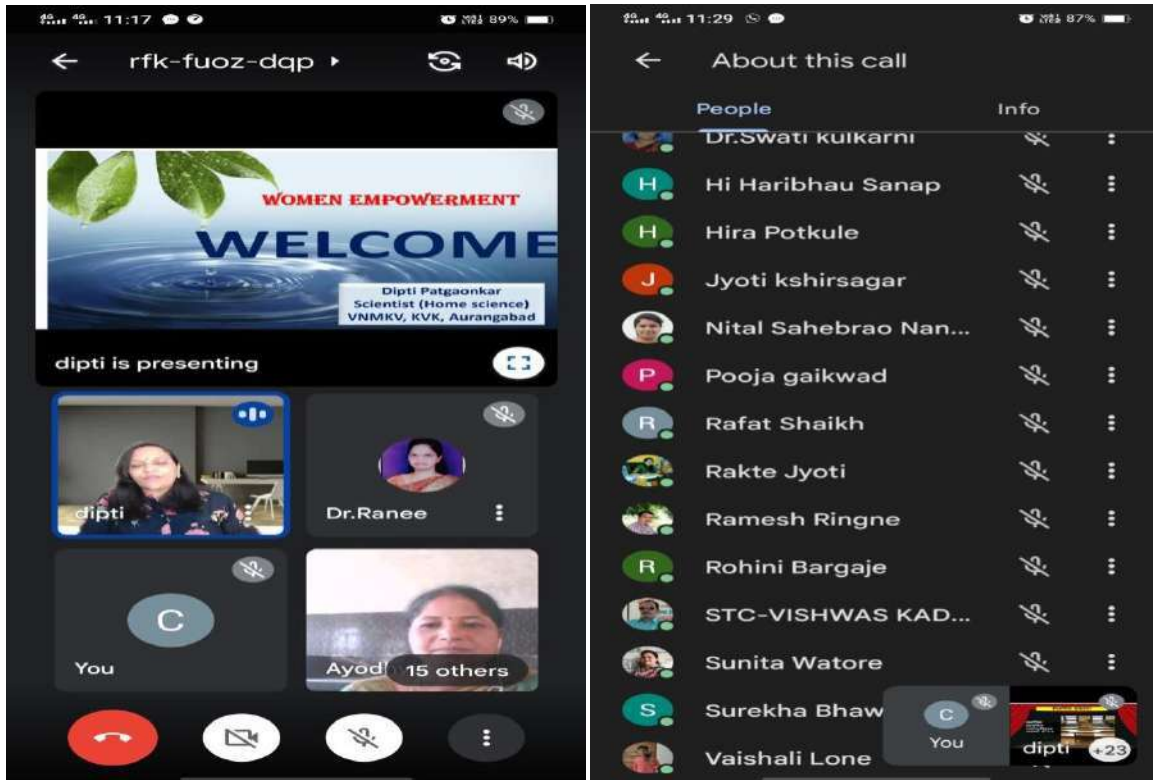 11:17
89%
rfk-fuoz-dqp
WOMEN EMPOWERMENT
WELCOME
Dipti Patgaonkar
Scientist (Home science)
VNMKV, KVK, Aurangabad
dipti is presenting
dipti
Dr.Ranee
C
You
Ayod
15 others
11:29
87%
About this call
People
Info
Dr.Swati kulkarni
H
Hi Haribhau Sanap
H
Hira Potkule
J
Jyoti kshirsagar
Nital Sahebrao Nan...
P
Pooja gaikwad
R
Rafat Shaikh
Rakte Jyoti
Ramesh Ringne
R
Rohini Bargaje
STC-VISHWAS KAD...
Sunita Watore
S
Surekha Bhaw
Vaishali Lone
C
You
dipti
+23